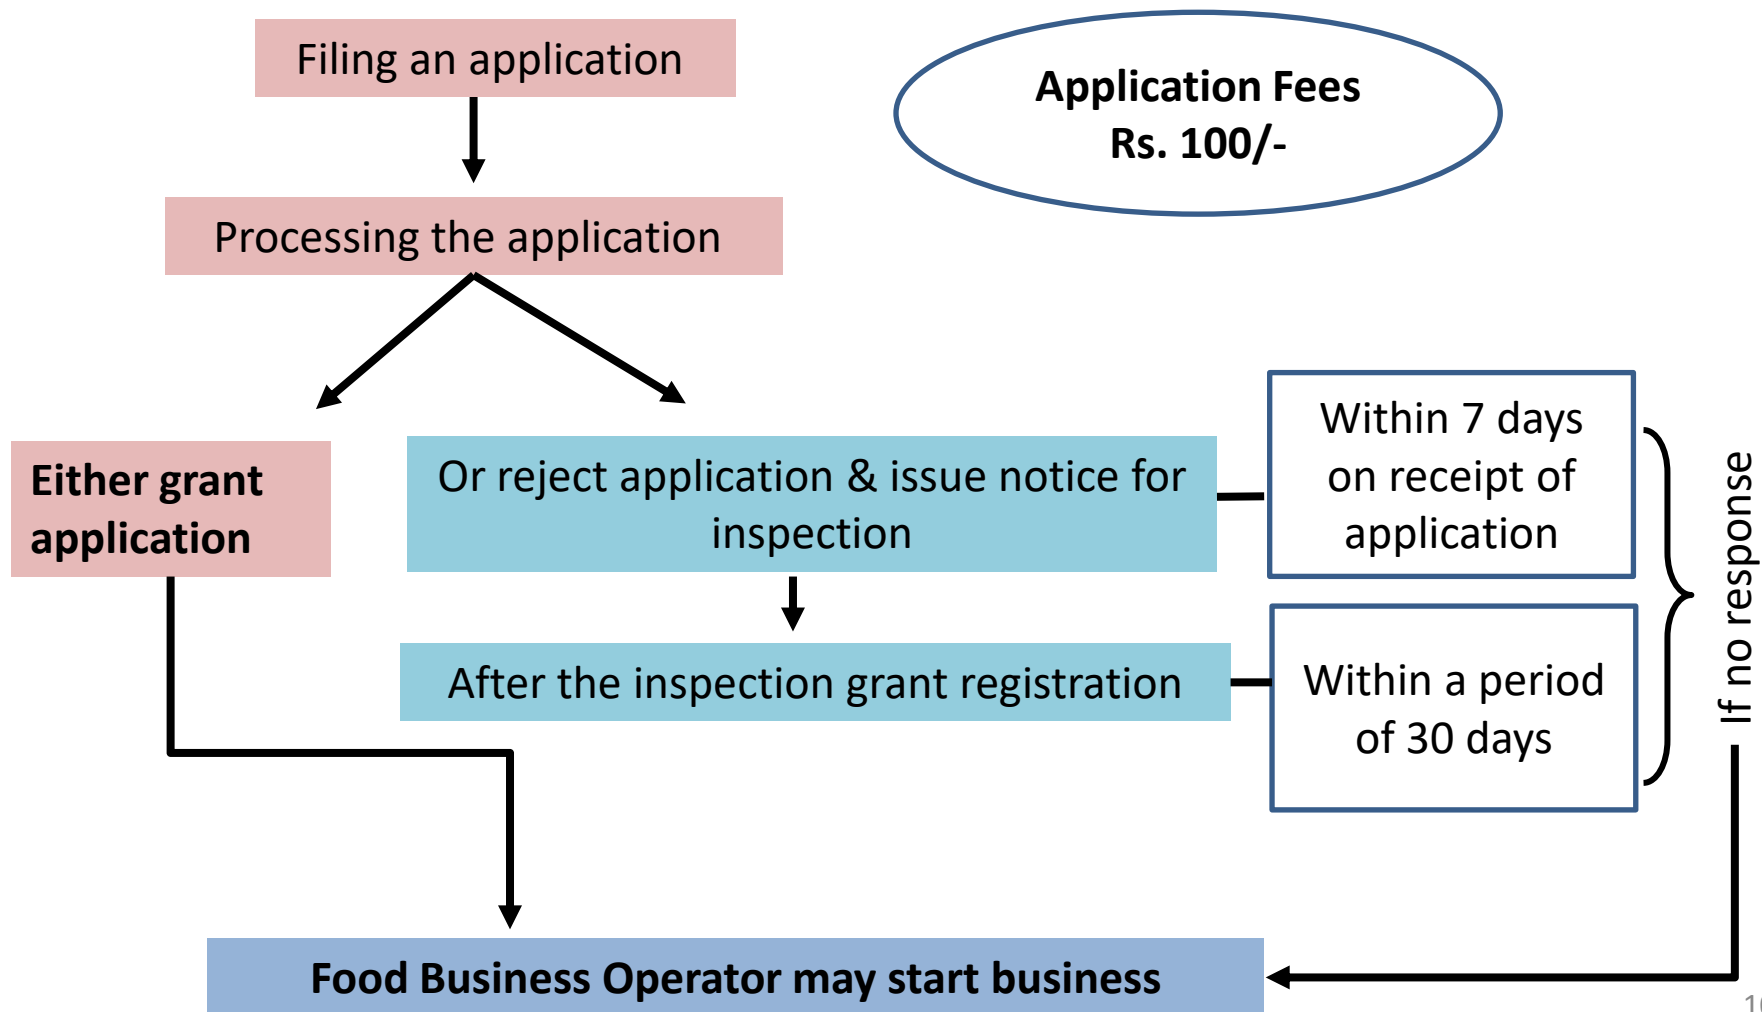 Filing an application
Application Fees
Rs. 100/-
Processing the application
Either grant
application
Or reject application & issue notice for
inspection
Within 7 days
on receipt of
application
After the inspection grant registration
Within a period
of 30 days
If no response
Food Business Operator may start business